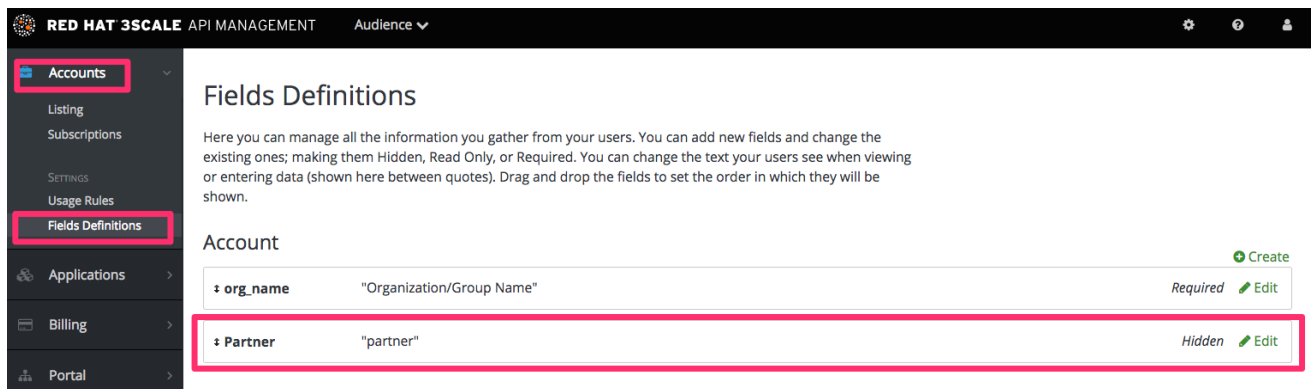 RED HAT 3SCALE API MANAGEMENT Audience
Accounts
Listing
Subscriptions
SETTINGS
Usage Rules
Fields Definitions
Applications
Billing
Portal
Fields Definitions
Here you can manage all the information you gather from your users. You can add new fields and change the
existing ones; making them Hidden, Read Only, or Required. You can change the text your users see when viewing
or entering data (shown here between quotes). Drag and drop the fields to set the order in which they will be
shown.
Account
Create
org_name "Organization/Group Name" Required Edit
Partner "partner" Hidden Edit